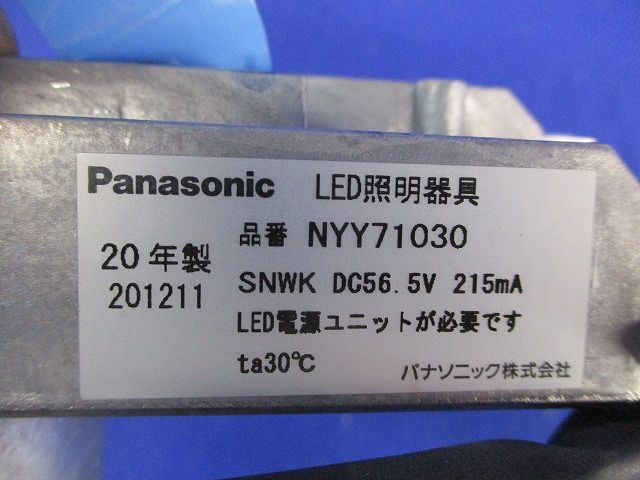 Panasonic LED照明器具
品番 NYY71030
20年製
SNWK DC56.5V 215mA
201211
LED電源ユニットが必要です
ta30℃
パナソニック株式会社